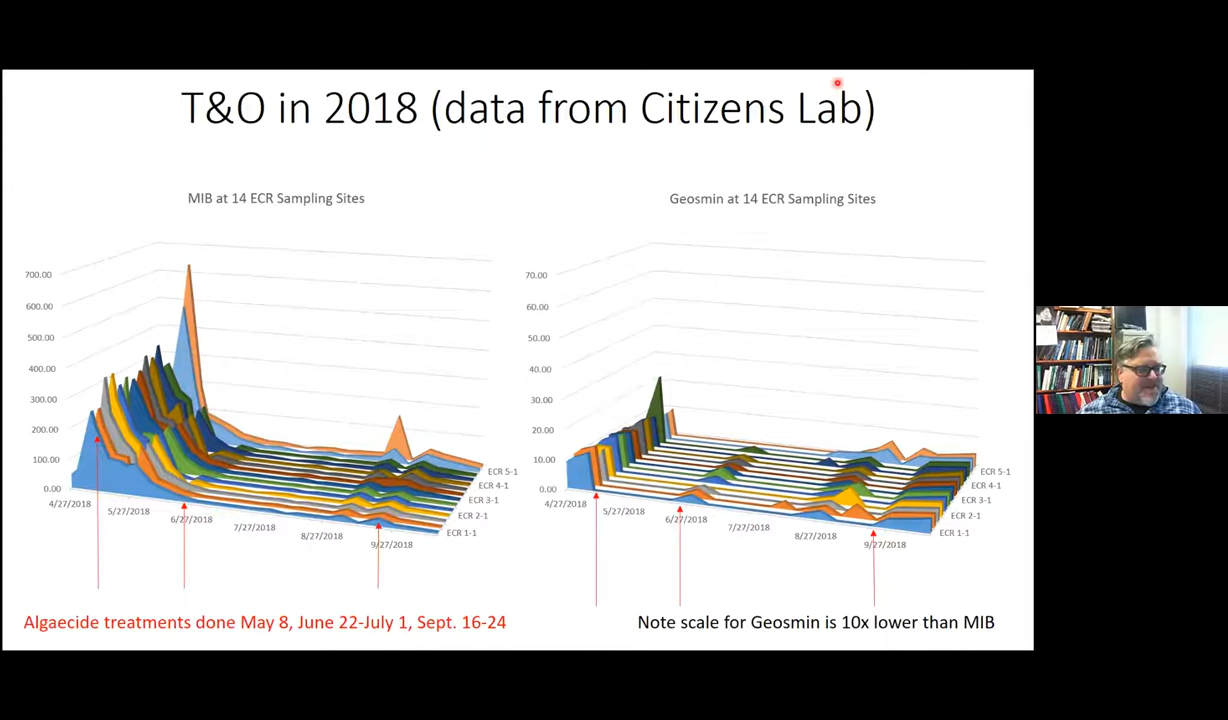 T&O in 2018 (data from Citizens Lab)
MIB at 14 ECR Sampling Sites
700.00
600.00
500.00
400.00
300.00
200.00
100.00
0.00
4/27/2018
5/27/2018
6/27/2018
7/27/2018
8/27/2018
9/27/2018
ECR 5-1
ECR 4-1
ECR 3-1
ECR 2-1
ECR 1-1
Geosmin at 14 ECR Sampling Sites
70.00
60.00
50.00
40.00
30.00
20.00
10.00
0.00
4/27/2018
5/27/2018
6/27/2018
7/27/2018
8/27/2018
9/27/2018
ECR 5-1
ECR 4-1
ECR 3-1
ECR 2-1
ECR 1-1
Algaecide treatments done May 8, June 22-July 1, Sept. 16-24
Note scale for Geosmin is 10x lower than MIB